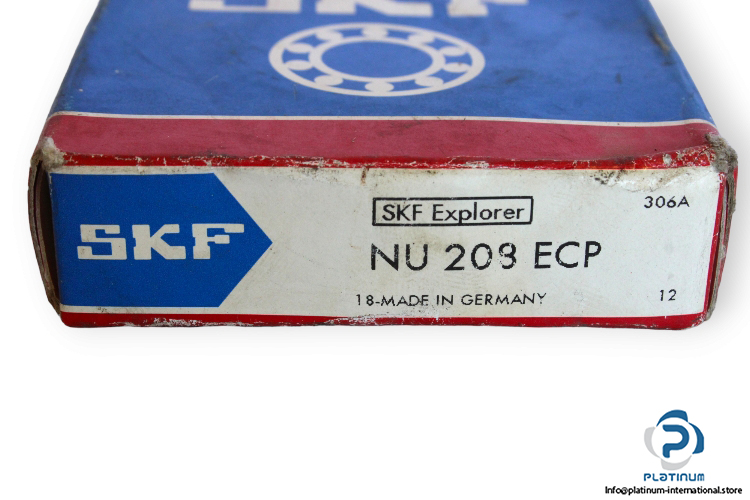 SKF
SKF
SKF Explorer
306A
NU 208 ECP
18-MADE IN GERMANY
12
PLATINUM
Info@platinum-international.store